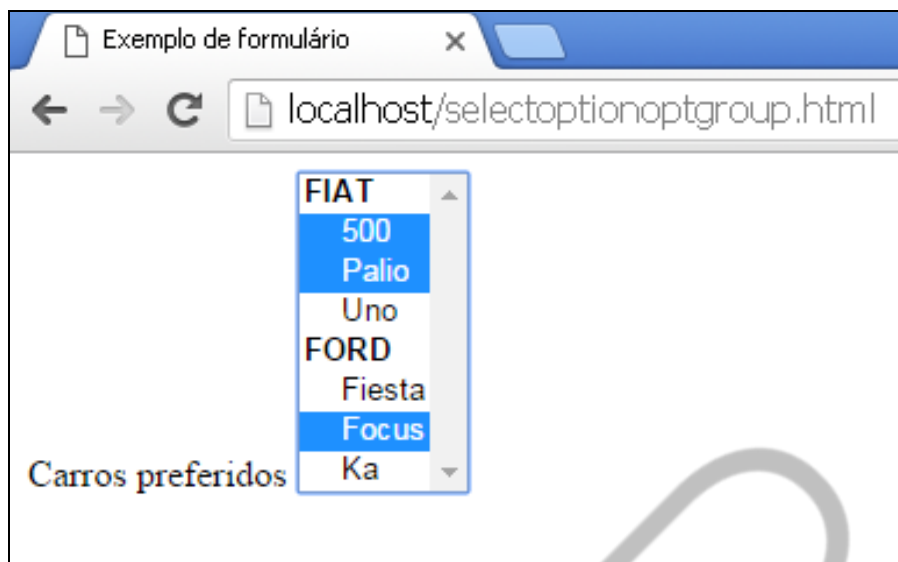 Exemplo de formulário
localhost/selectoptionoptgroup.html
FIAT
500
Palio
Uno
FORD
Fiesta
Focus
Ka
Carros preferidos